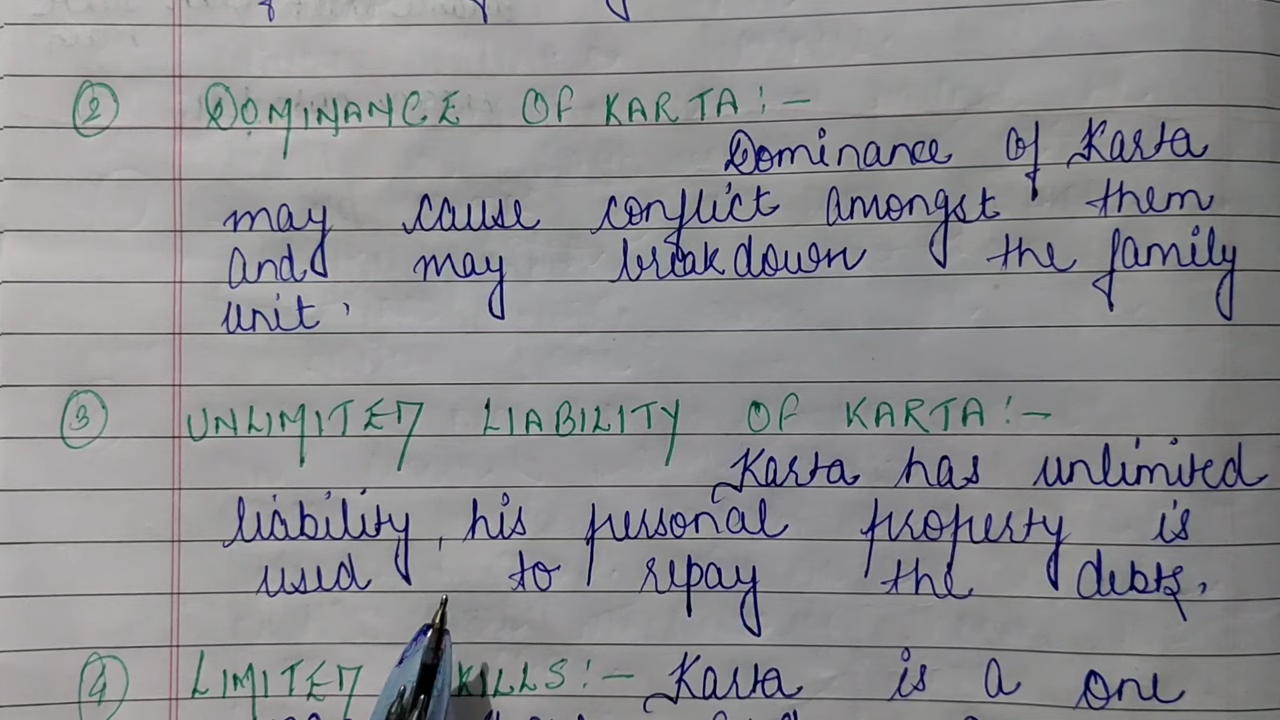 ② DOMINANCE OF KARTA:-
Dominance of Karta
may cause conflict amongst them
and may breakdown the family
unit.
③ UNLIMITED LIABILITY OF KARTA:-
Karta has unlimited
liability, his personal property is
used to repay the debts.
④ LIMITED SKILLS:- Karta is a one